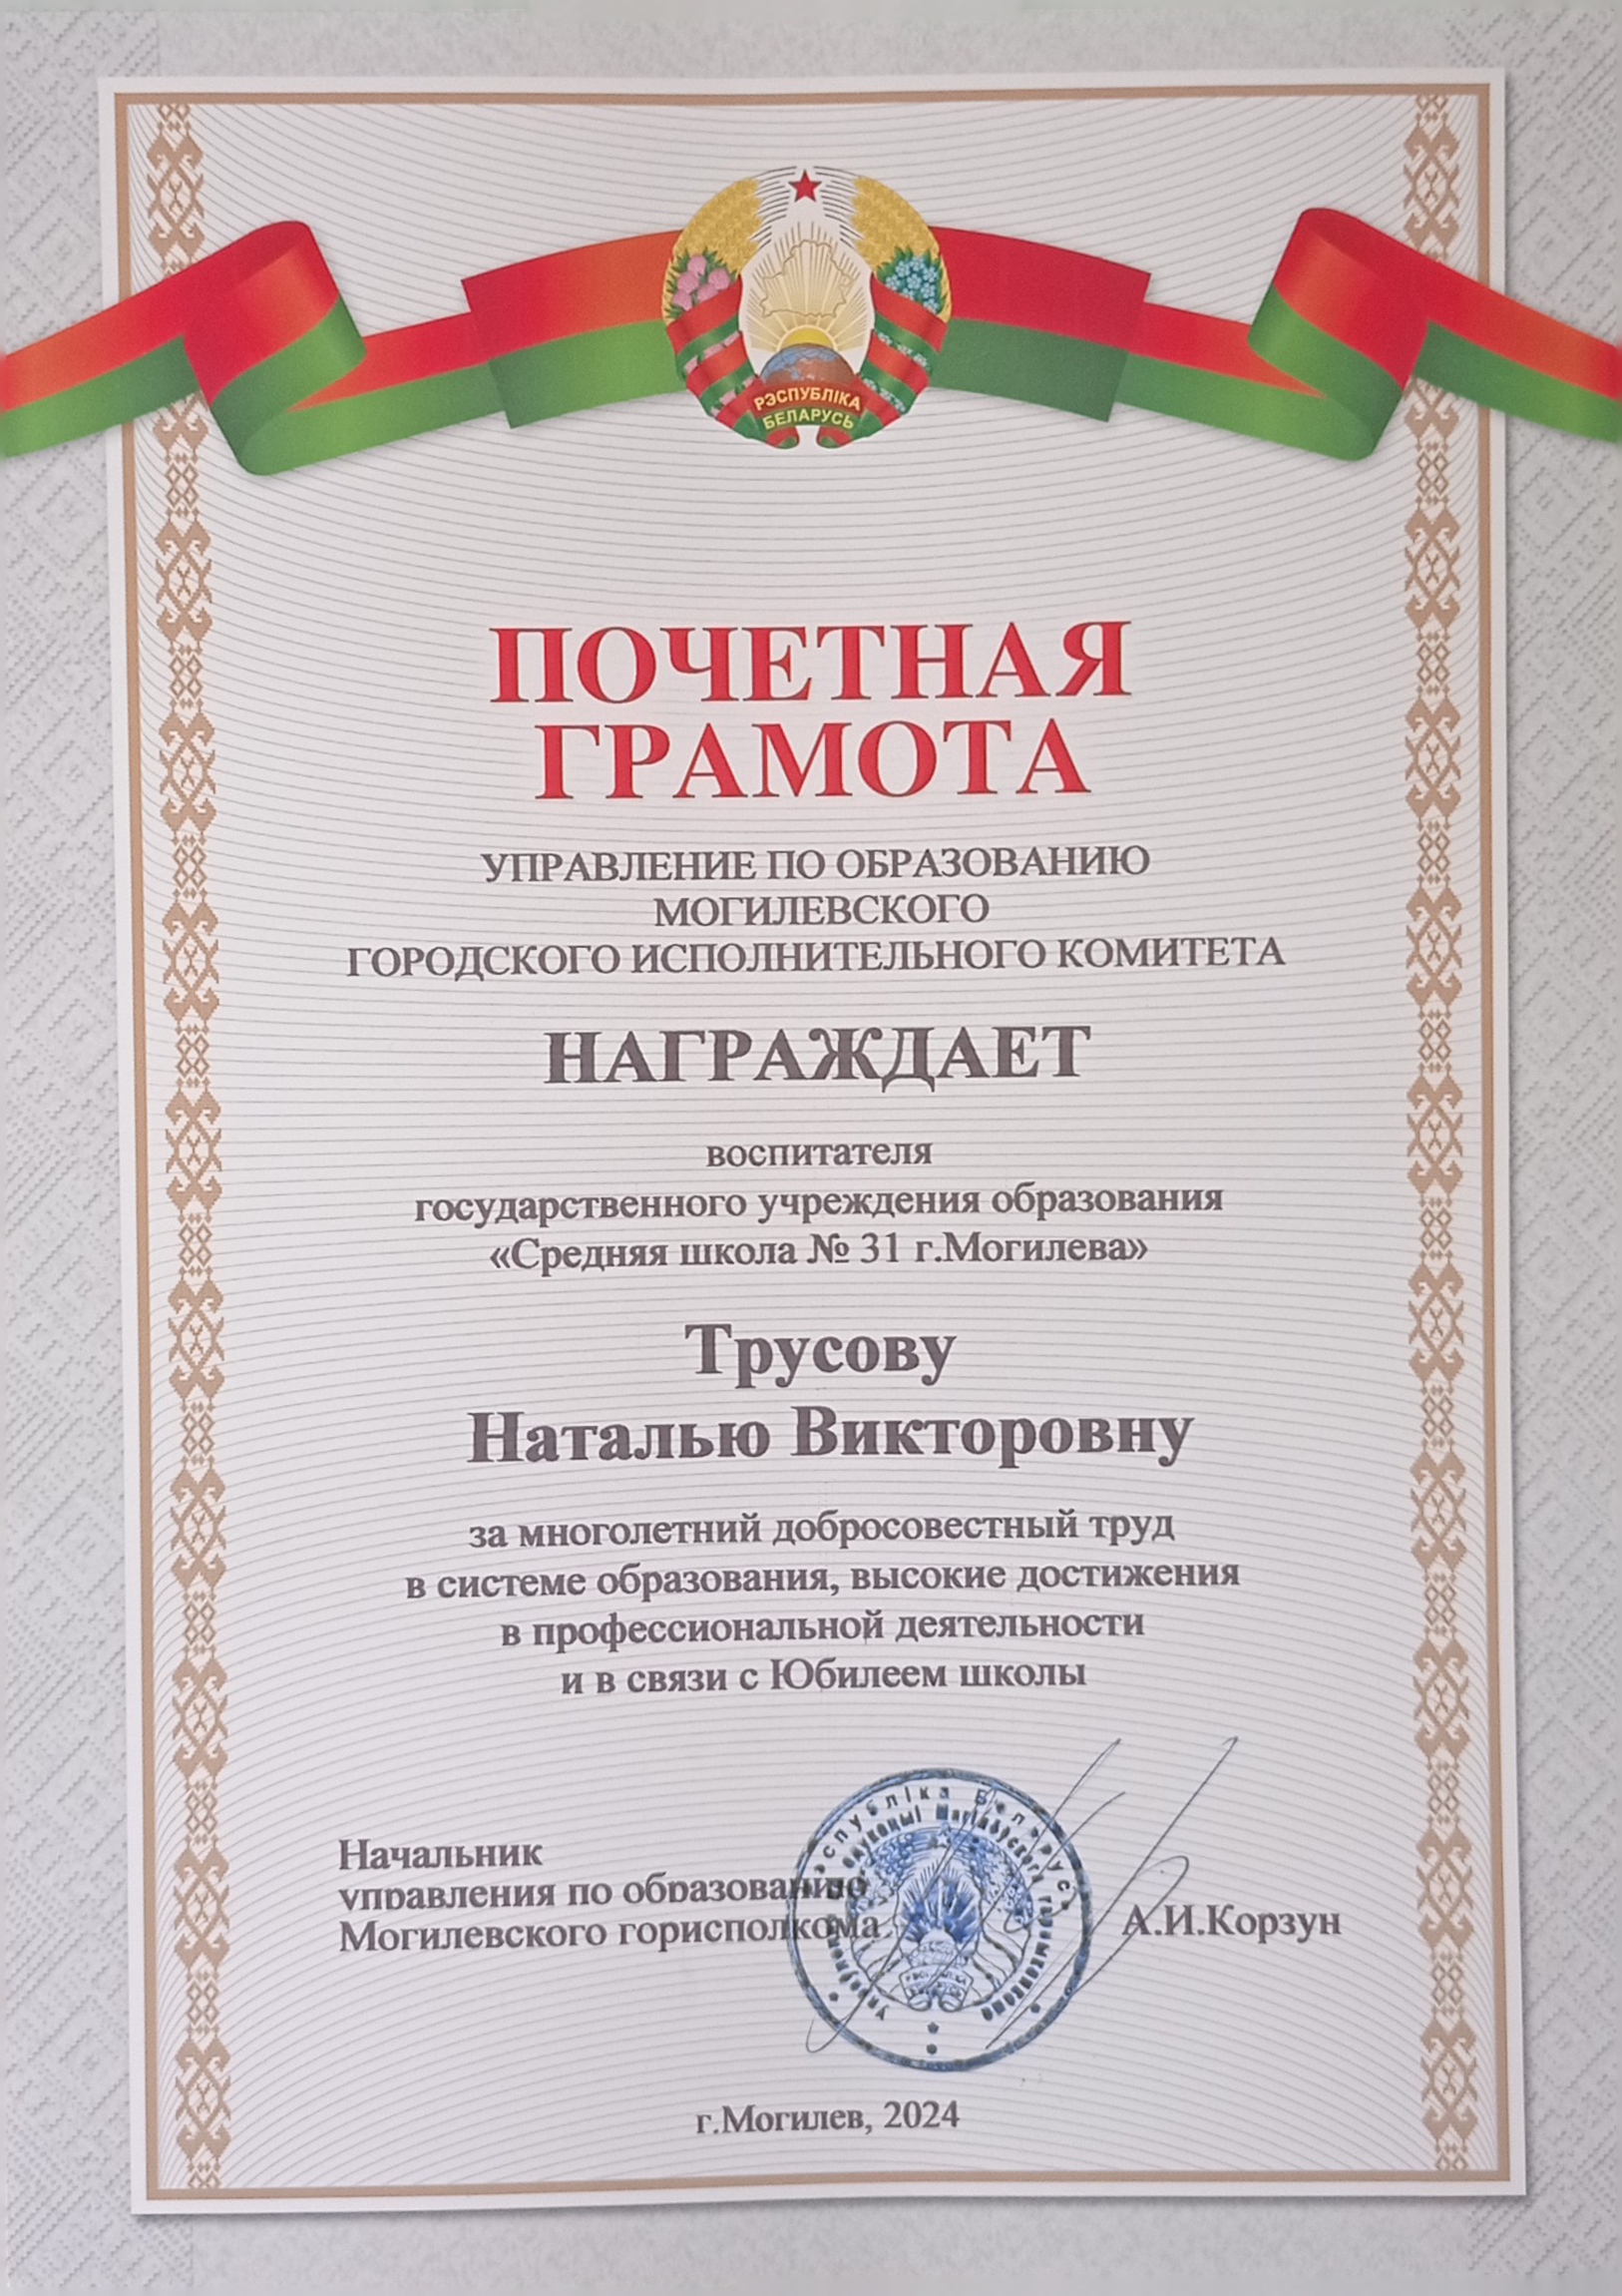 РЭСПУБЛІКА
БЕЛАРУСЬ
ПОЧЕТНАЯ
ГРАМОТА
УПРАВЛЕНИЕ ПО ОБРАЗОВАНИЮ
МОГИЛЕВСКОГО
ГОРОДСКОГО ИСПОЛНИТЕЛЬНОГО КОМИТЕТА
НАГРАЖДАЕТ
воспитателя
государственного учреждения образования
«Средняя школа № 31 г.Могилева»
Трусову
Наталью Викторовну
за многолетний добросовестный труд
в системе образования, высокие достижения
в профессиональной деятельности
и в связи с Юбилеем школы
Начальник
управления по образованию
Могилевского горисполкома
А.И.Корзун
Рэспубліка Беларусь
г.Могилев, 2024